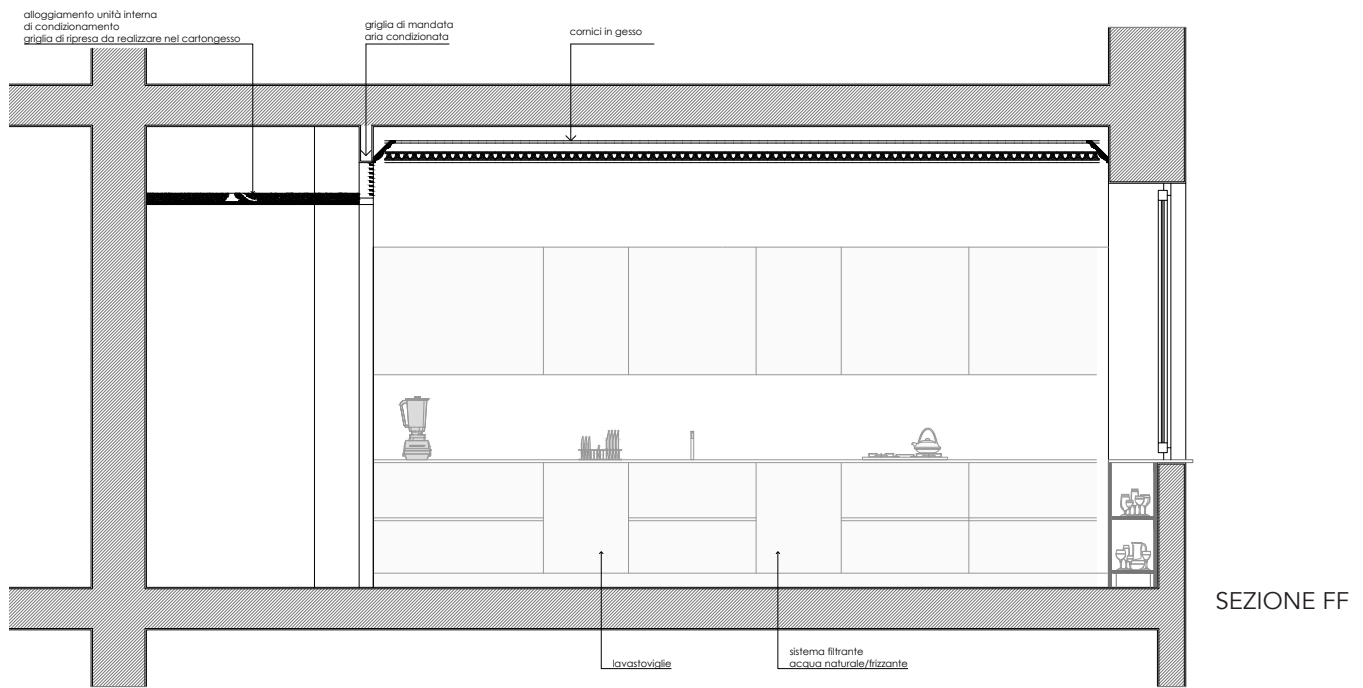 alloggiamento unità interna
di condizionamento
griglia di ripresa da realizzare nel cartongesso
griglia di mandata
aria condizionata
cornici in gesso
SEZIONE FF
lavastoviglie
sistema filtrante
acqua naturale/frizzante